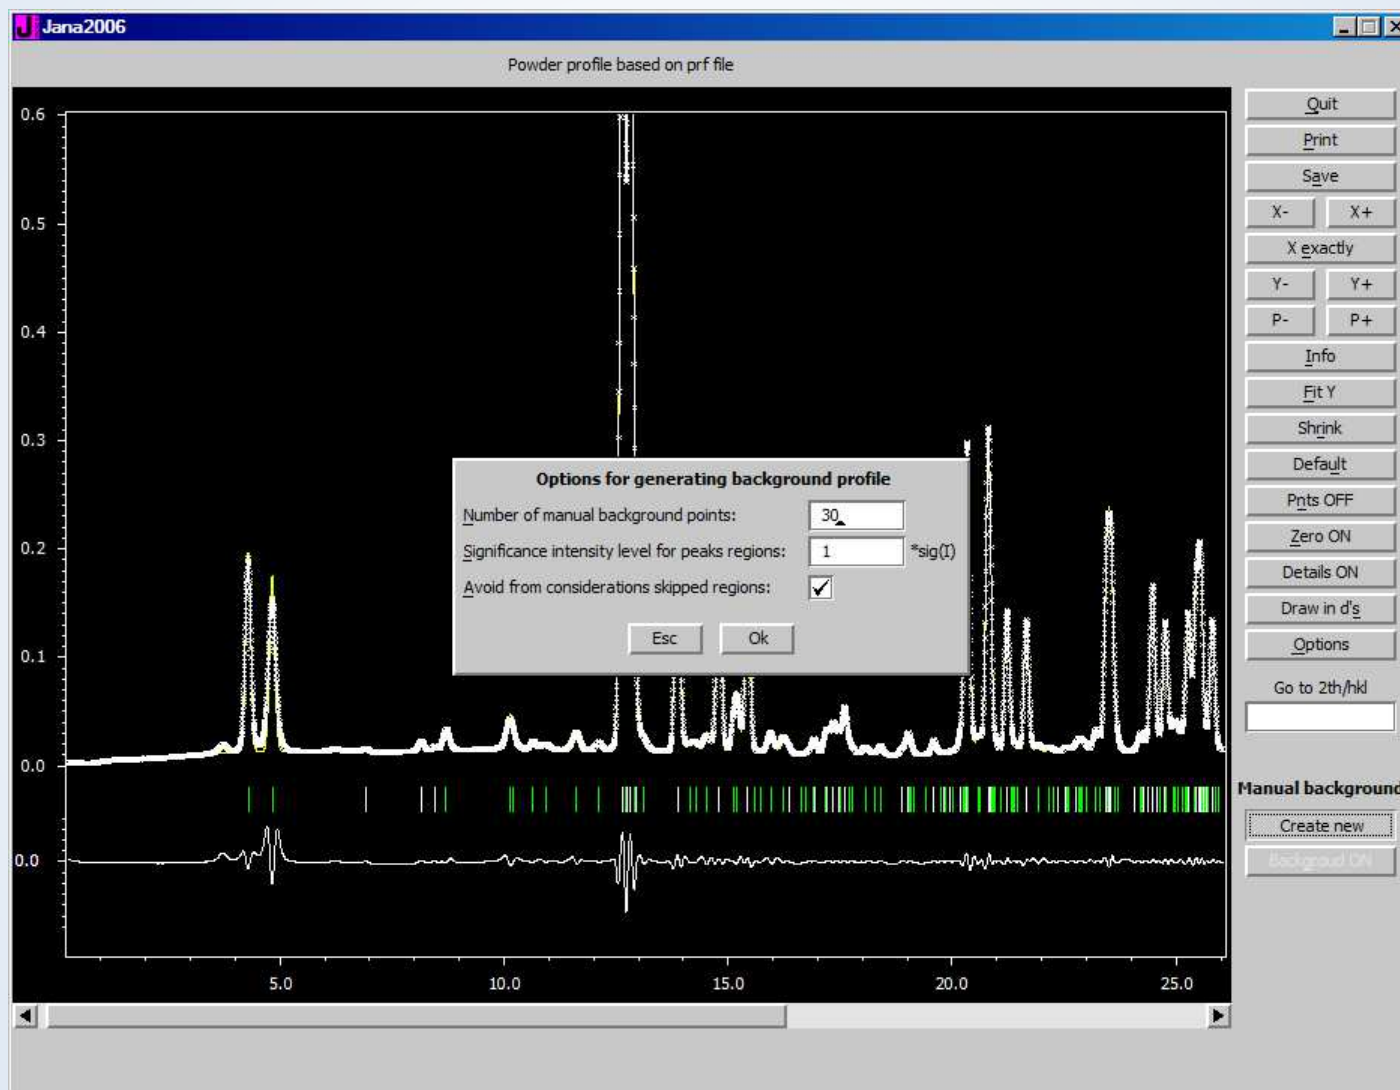 Jana2006
Powder profile based on prf file
0.6
0.5
0.4
0.3
0.2
0.1
0.0
0.0
5.0 10.0 15.0 20.0 25.0
Options for generating background profile
Number of manual background points: 30
Significance intensity level for peaks regions: 1 *sig(I)
Avoid from considerations skipped regions:
Esc Ok
Quit
Print
Save
X- X+
X exactly
Y- Y+
P- P+
Info
Fit Y
Shrink
Default
Pnts OFF
Zero ON
Details ON
Draw in d's
Options
Go to 2th/hkl
Manual background
Create new
Backgroud ON